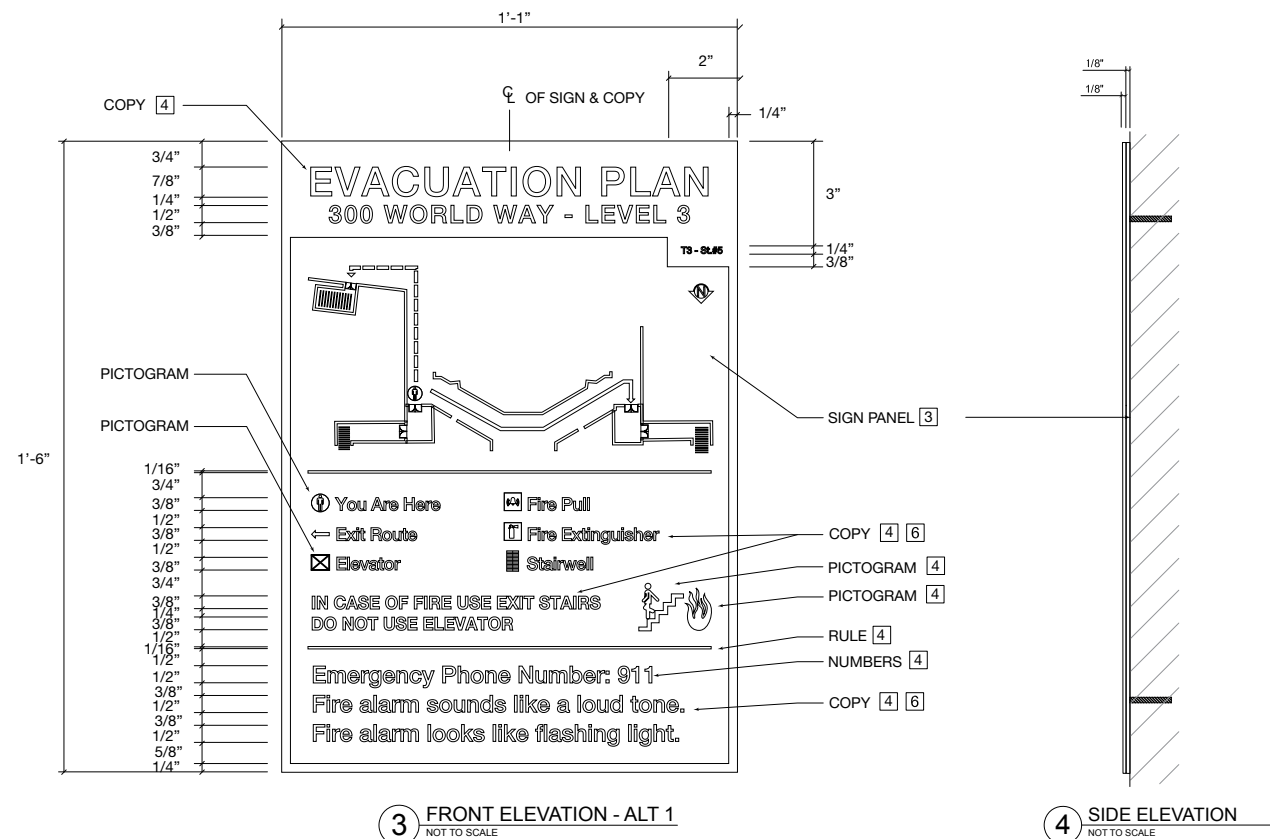 1'-1"
2"
℄ OF SIGN & COPY
1/4"
COPY 4
3/4"
7/8"
1/4"
1/2"
3/8"
1'-6"
EVACUATION PLAN
300 WORLD WAY - LEVEL 3
T3 - St.#5
N
3"
1/4"
3/8"
PICTOGRAM
PICTOGRAM
SIGN PANEL 3
1/16"
3/4"
3/8"
1/2"
3/8"
1/2"
3/8"
3/4"
3/8"
1/4"
3/8"
1/2"
1/16"
1/2"
1/2"
3/8"
1/2"
3/8"
1/2"
5/8"
1/4"
You Are Here
Fire Pull
Exit Route
Fire Extinguisher
Elevator
Stairwell
IN CASE OF FIRE USE EXIT STAIRS
DO NOT USE ELEVATOR
Emergency Phone Number: 911
Fire alarm sounds like a loud tone.
Fire alarm looks like flashing light.
COPY 4 6
PICTOGRAM 4
PICTOGRAM 4
RULE 4
NUMBERS 4
COPY 4 6
3 FRONT ELEVATION - ALT 1
NOT TO SCALE
1/8"
1/8"
4 SIDE ELEVATION
NOT TO SCALE